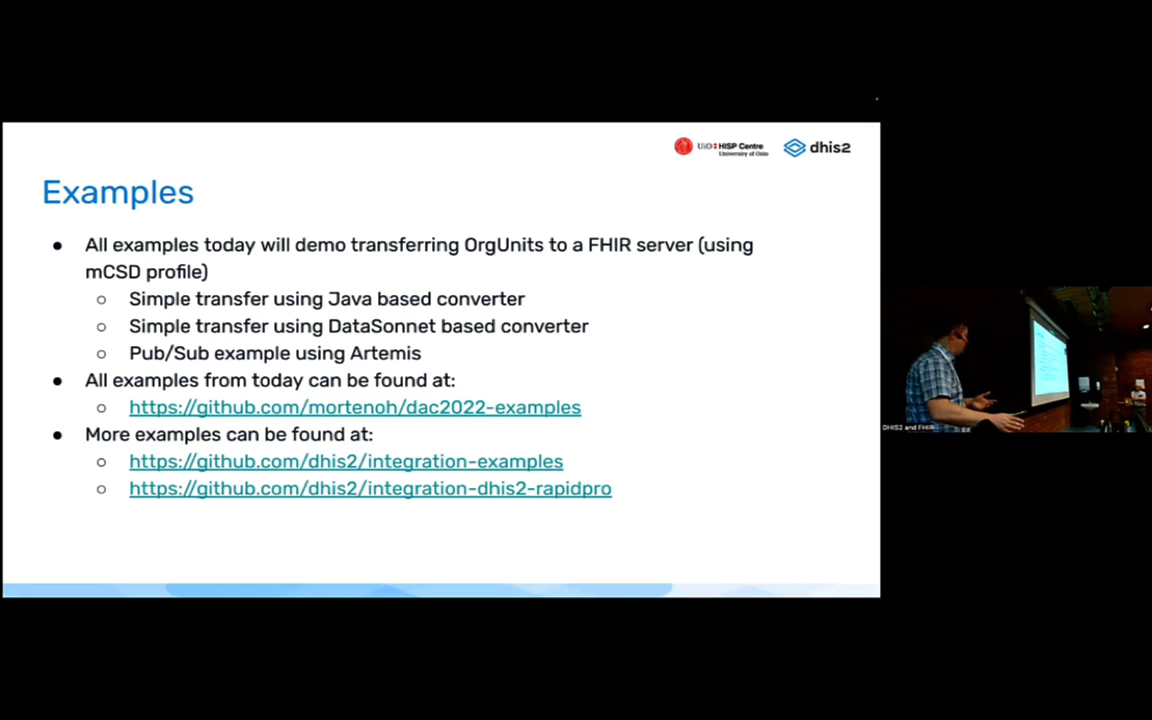 UiO HISP Centre
University of Oslo
dhis2
Examples
● All examples today will demo transferring OrgUnits to a FHIR server (using
mCSD profile)
○ Simple transfer using Java based converter
○ Simple transfer using DataSonnet based converter
○ Pub/Sub example using Artemis
● All examples from today can be found at:
○ https://github.com/mortenoh/dac2022-examples
● More examples can be found at:
○ https://github.com/dhis2/integration-examples
○ https://github.com/dhis2/integration-dhis2-rapidpro
DHIS2 and FHIR